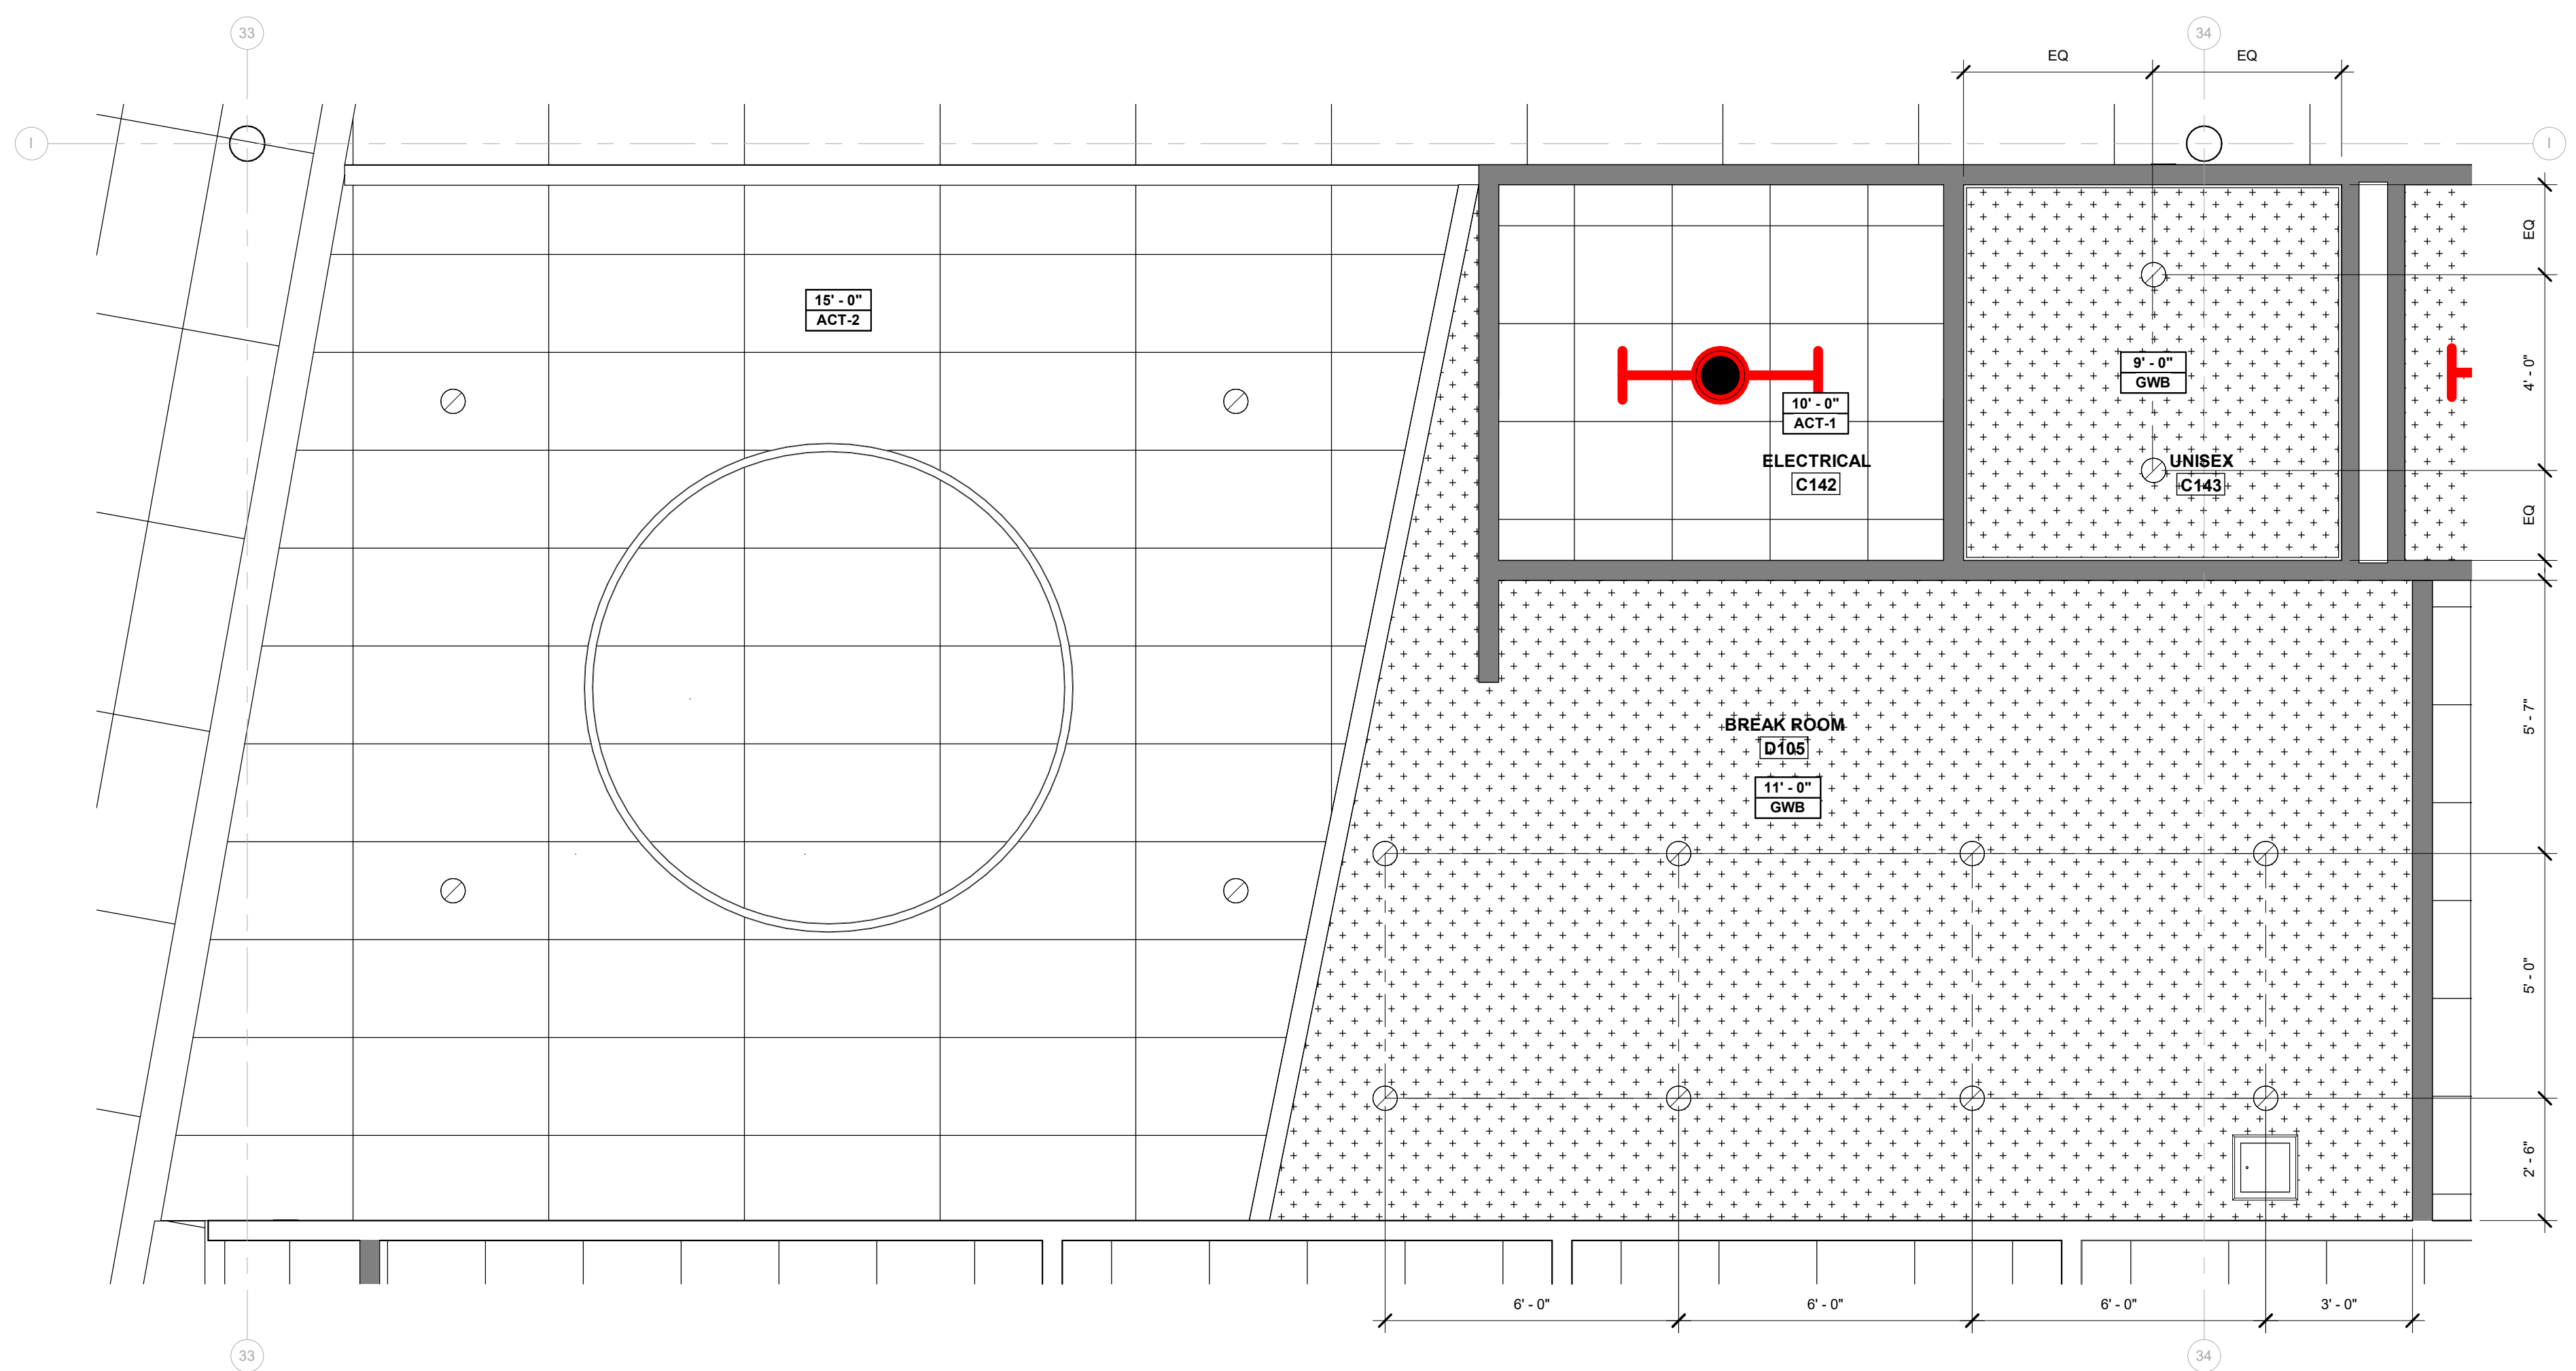 33
34
EQ
EQ
I
I
EQ
15' - 0"
ACT-2
9' - 0"
GWB
4' - 0"
10' - 0"
ACT-1
ELECTRICAL
C142
UNISEX
C143
EQ
BREAK ROOM
D105
5' - 7"
11' - 0"
GWB
5' - 0"
2' - 6"
6' - 0"
6' - 0"
6' - 0"
3' - 0"
33
34